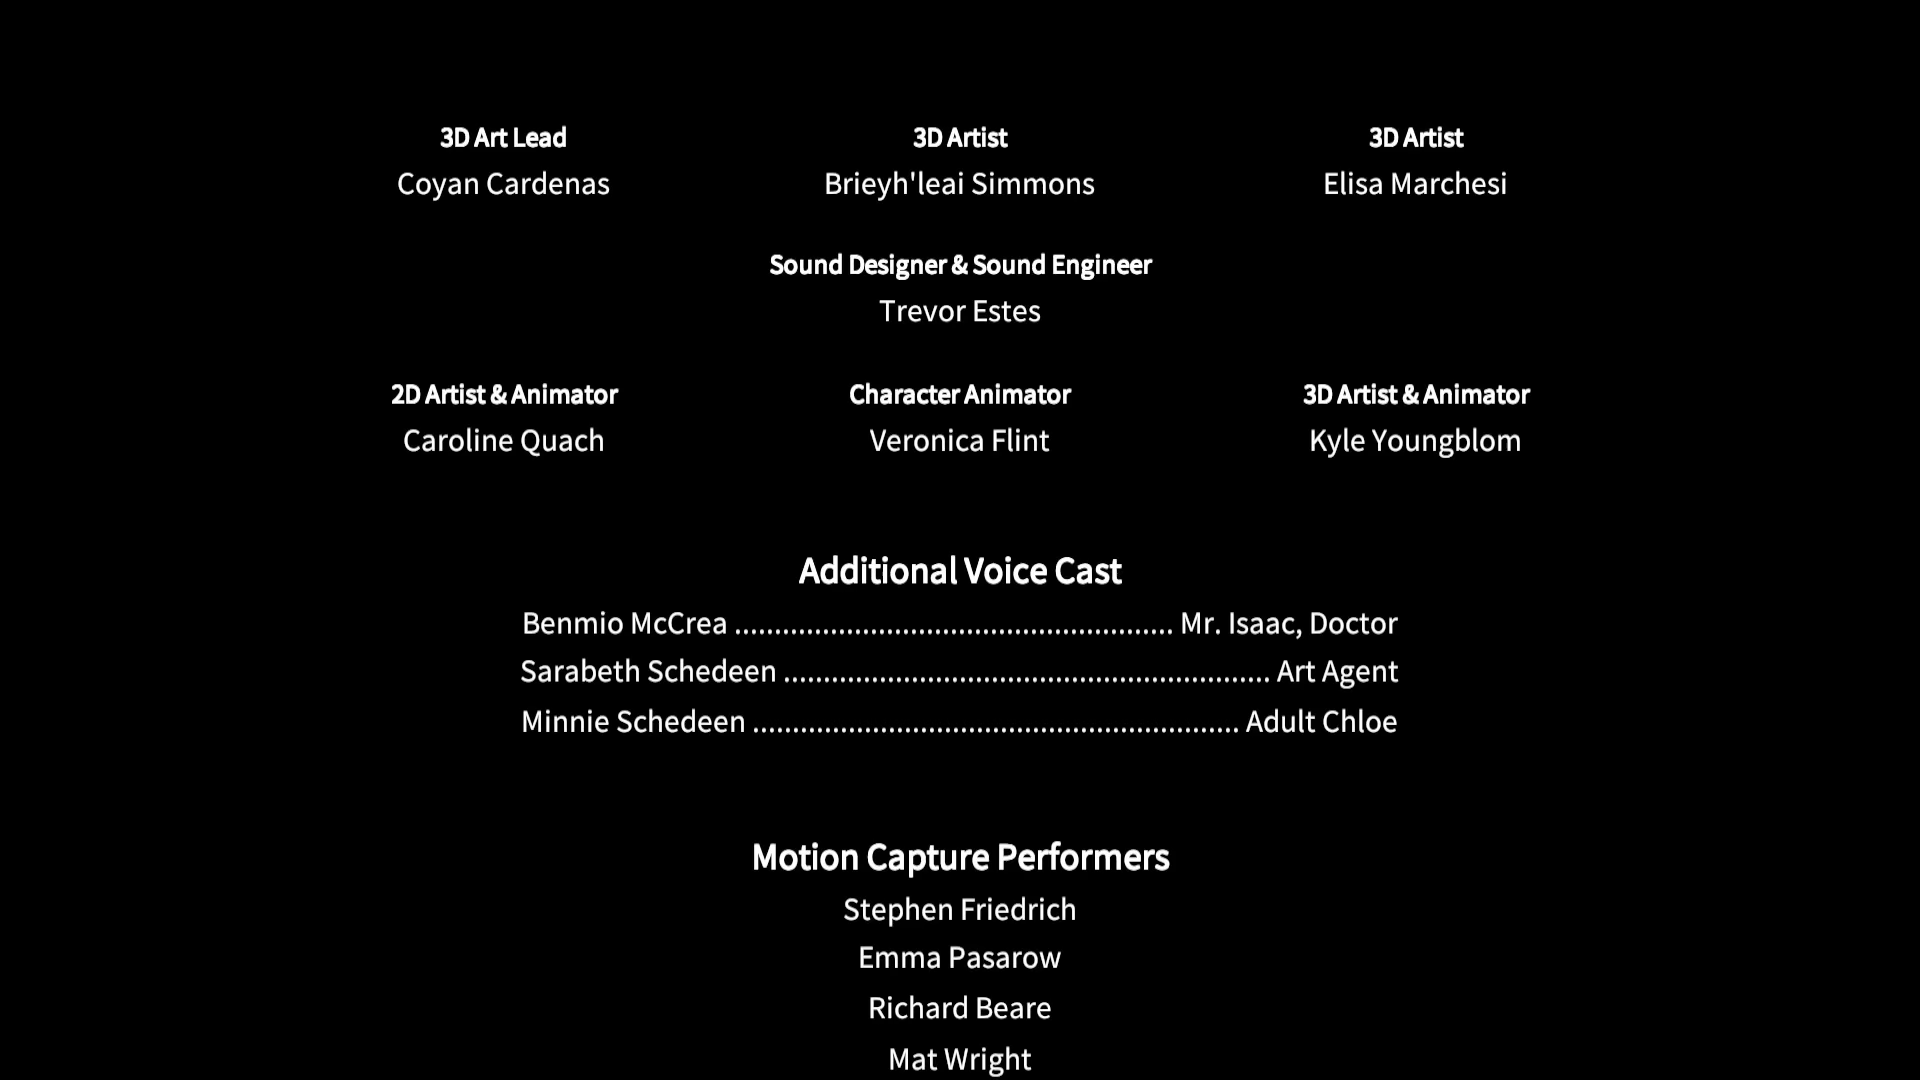 3D Art Lead 3D Artist 3D Artist
Coyan Cardenas Brieyh'leai Simmons Elisa Marchesi
Sound Designer & Sound Engineer
Trevor Estes
2D Artist & Animator Character Animator 3D Artist & Animator
Caroline Quach Veronica Flint Kyle Youngblom
Additional Voice Cast
Benmio McCrea ....................................................... Mr. Isaac, Doctor
Sarabeth Schedeen ............................................................. Art Agent
Minnie Schedeen ............................................................. Adult Chloe
Motion Capture Performers
Stephen Friedrich
Emma Pasarow
Richard Beare
Mat Wright